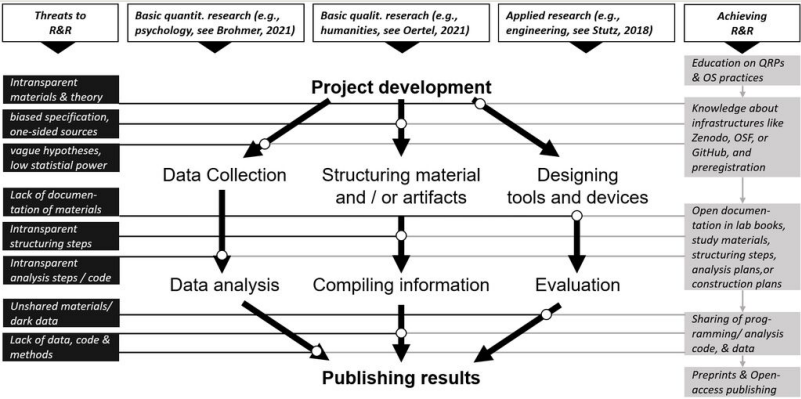 Threats to
R&R
Basic quantit. research (e.g.,
psychology, see Brohmer, 2021)
Basic qualit. reserach (e.g.,
humanities, see Oertel, 2021)
Applied research (e.g.,
engineering, see Stutz, 2018)
Achieving
R&R
Intransparent
materials & theory
biased specification,
one-sided sources
vague hypotheses,
low statistial power
Lack of documen-
tation of materials
Intransparent
structuring steps
Intransparent
analysis steps / code
Unshared materials/
dark data
Lack of data, code &
methods
Project development
Data Collection
Structuring material
and / or artifacts
Designing
tools and devices
Data analysis
Compiling information
Evaluation
Publishing results
Education on QRPs
& OS practices
Knowledge about
infrastructures like
Zenodo, OSF, or
GitHub, and
preregistration
Open documen-
tation in lab books,
study materials,
structuring steps,
analysis plans,or
construction plans
Sharing of prog-
ramming/ analysis
code, & data
Preprints & Open-
access publishing